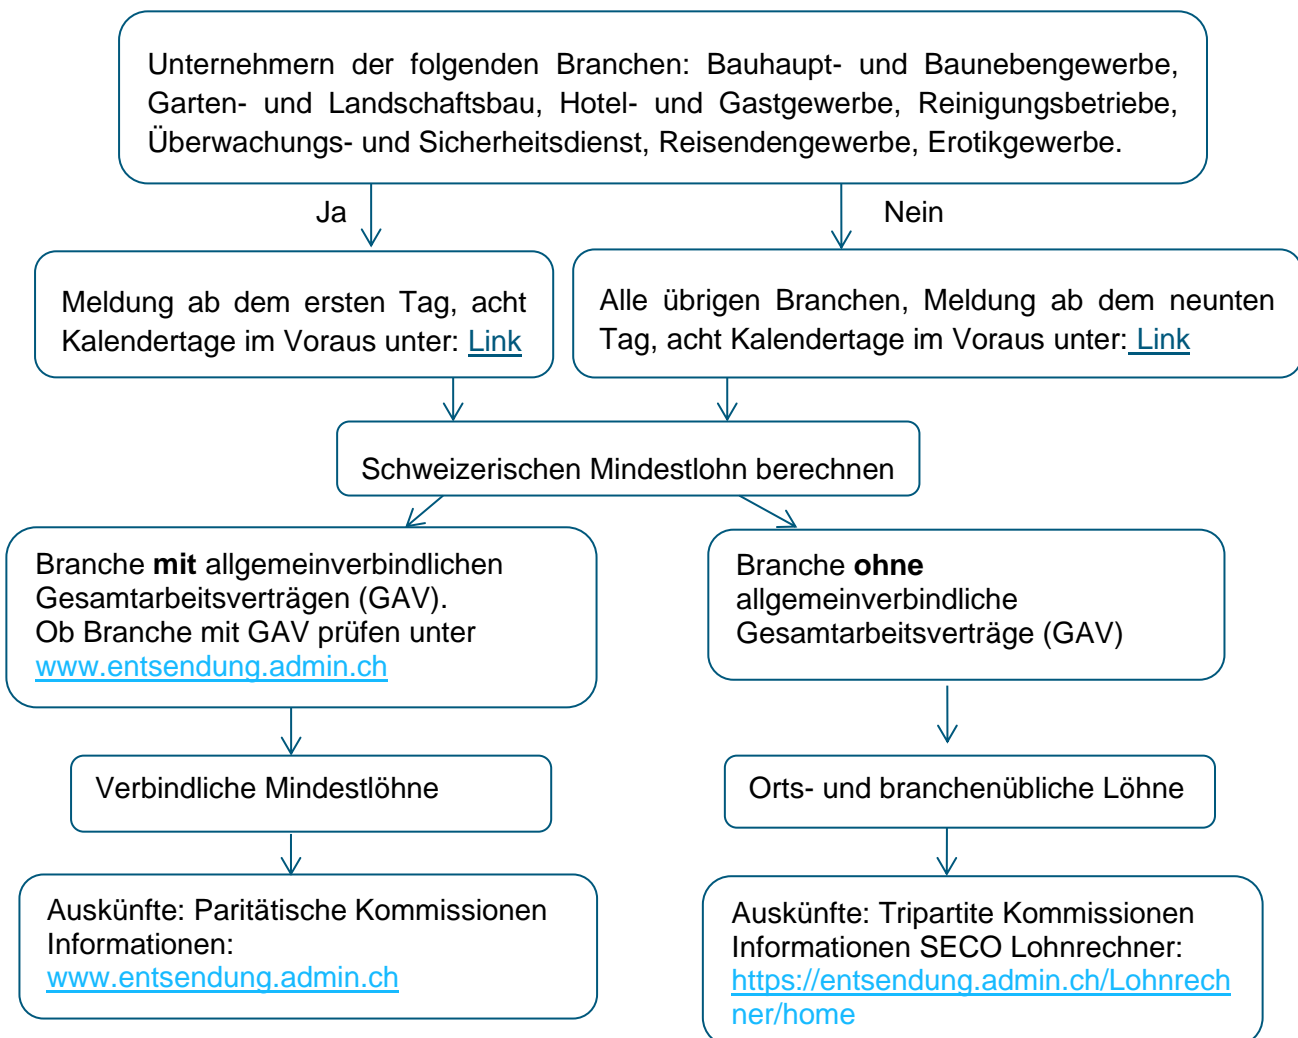 Unternehmern der folgenden Branchen: Bauhaupt- und Baunebengewerbe,
Garten- und Landschaftsbau, Hotel- und Gastgewerbe, Reinigungsbetriebe,
Überwachungs- und Sicherheitsdienst, Reisendengewerbe, Erotikgewerbe.
Ja
Nein
Meldung ab dem ersten Tag, acht
Kalendertage im Voraus unter: Link
Alle übrigen Branchen, Meldung ab dem neunten
Tag, acht Kalendertage im Voraus unter: Link
Schweizerischen Mindestlohn berechnen
Branche mit allgemeinverbindlichen
Gesamtarbeitsverträgen (GAV).
Ob Branche mit GAV prüfen unter
www.entsendung.admin.ch
Branche ohne
allgemeinverbindliche
Gesamtarbeitsverträge (GAV)
Verbindliche Mindestlöhne
Orts- und branchenübliche Löhne
Auskünfte: Paritätische Kommissionen
Informationen:
www.entsendung.admin.ch
Auskünfte: Tripartite Kommissionen
Informationen SECO Lohnrechner:
https://entsendung.admin.ch/Lohnrech
ner/home